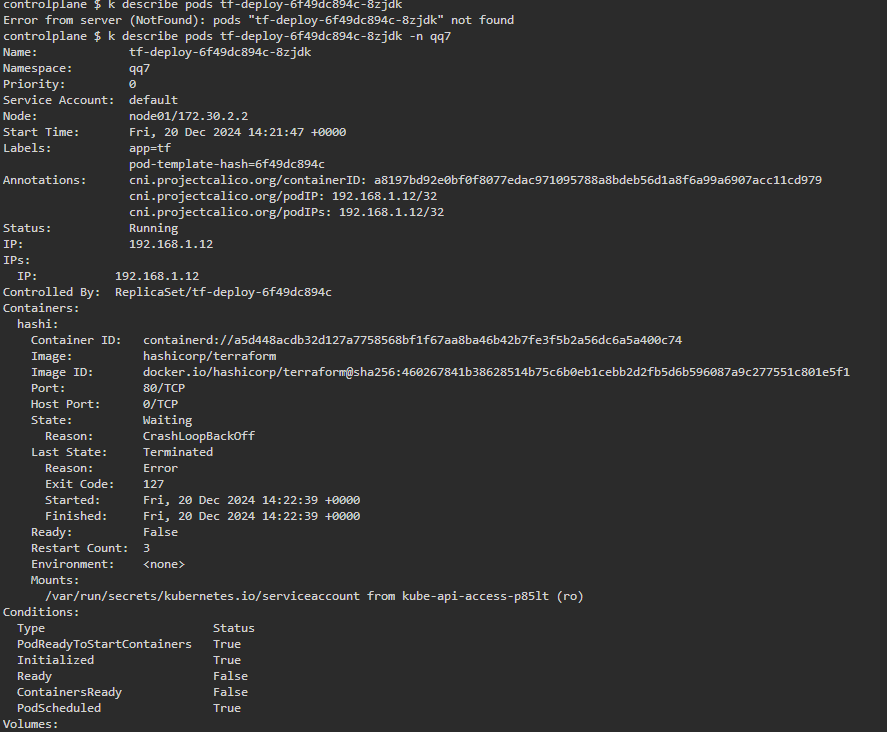 controlplane $ k describe pods tf-deploy-6f49dc894c-8zjdk
Error from server (NotFound): pods "tf-deploy-6f49dc894c-8zjdk" not found
controlplane $ k describe pods tf-deploy-6f49dc894c-8zjdk -n qq7
Name:             tf-deploy-6f49dc894c-8zjdk
Namespace:        qq7
Priority:         0
Service Account:  default
Node:             node01/172.30.2.2
Start Time:       Fri, 20 Dec 2024 14:21:47 +0000
Labels:           app=tf
                  pod-template-hash=6f49dc894c
Annotations:      cni.projectcalico.org/containerID: a8197bd92e0bf0f8077edac971095788a8bdeb56d1a8f6a99a6907acc11cd979
                  cni.projectcalico.org/podIP: 192.168.1.12/32
                  cni.projectcalico.org/podIPs: 192.168.1.12/32
Status:           Running
IP:               192.168.1.12
IPs:
  IP:           192.168.1.12
Controlled By:  ReplicaSet/tf-deploy-6f49dc894c
Containers:
  hashi:
    Container ID:   containerd://a5d448acdb32d127a7758568bf1f67aa8ba46b42b7fe3f5b2a56dc6a5a400c74
    Image:          hashicorp/terraform
    Image ID:       docker.io/hashicorp/terraform@sha256:460267841b38628514b75c6b0eb1cebb2d2fb5d6b596087a9c277551c801e5f1
    Port:           80/TCP
    Host Port:      0/TCP
    State:          Waiting
      Reason:       CrashLoopBackOff
    Last State:     Terminated
      Reason:       Error
      Exit Code:    127
      Started:      Fri, 20 Dec 2024 14:22:39 +0000
      Finished:     Fri, 20 Dec 2024 14:22:39 +0000
    Ready:          False
    Restart Count:  3
    Environment:    <none>
    Mounts:
      /var/run/secrets/kubernetes.io/serviceaccount from kube-api-access-p85lt (ro)
Conditions:
  Type                        Status
  PodReadyToStartContainers   True
  Initialized                 True
  Ready                       False
  ContainersReady             False
  PodScheduled                True
Volumes: